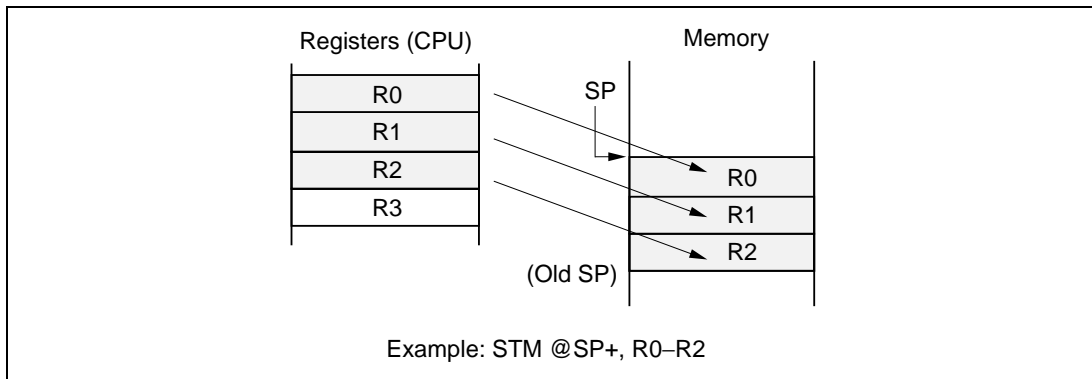 Registers (CPU)
Memory
R0
R1
R2
R3
SP
R0
R1
R2
(Old SP)
Example: STM @SP+, R0–R2